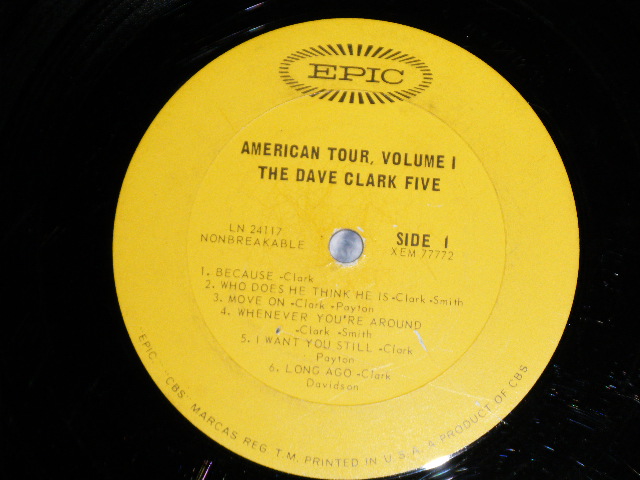 EPIC
AMERICAN TOUR, VOLUME I
THE DAVE CLARK FIVE
LN 24117
NONBREAKABLE
SIDE 1
XEM 77772
1. BECAUSE -Clark
2. WHO DOES HE THINK HE IS -Clark -Smith
3. MOVE ON -Clark -Payton
4. WHENEVER YOU'RE AROUND
-Clark -Smith
5. I WANT YOU STILL -Clark
Payton
6. LONG AGO -Clark
Davidson
EPIC, "CBS" MARCAS REG. T.M. PRINTED IN U.S.A. A PRODUCT OF CBS